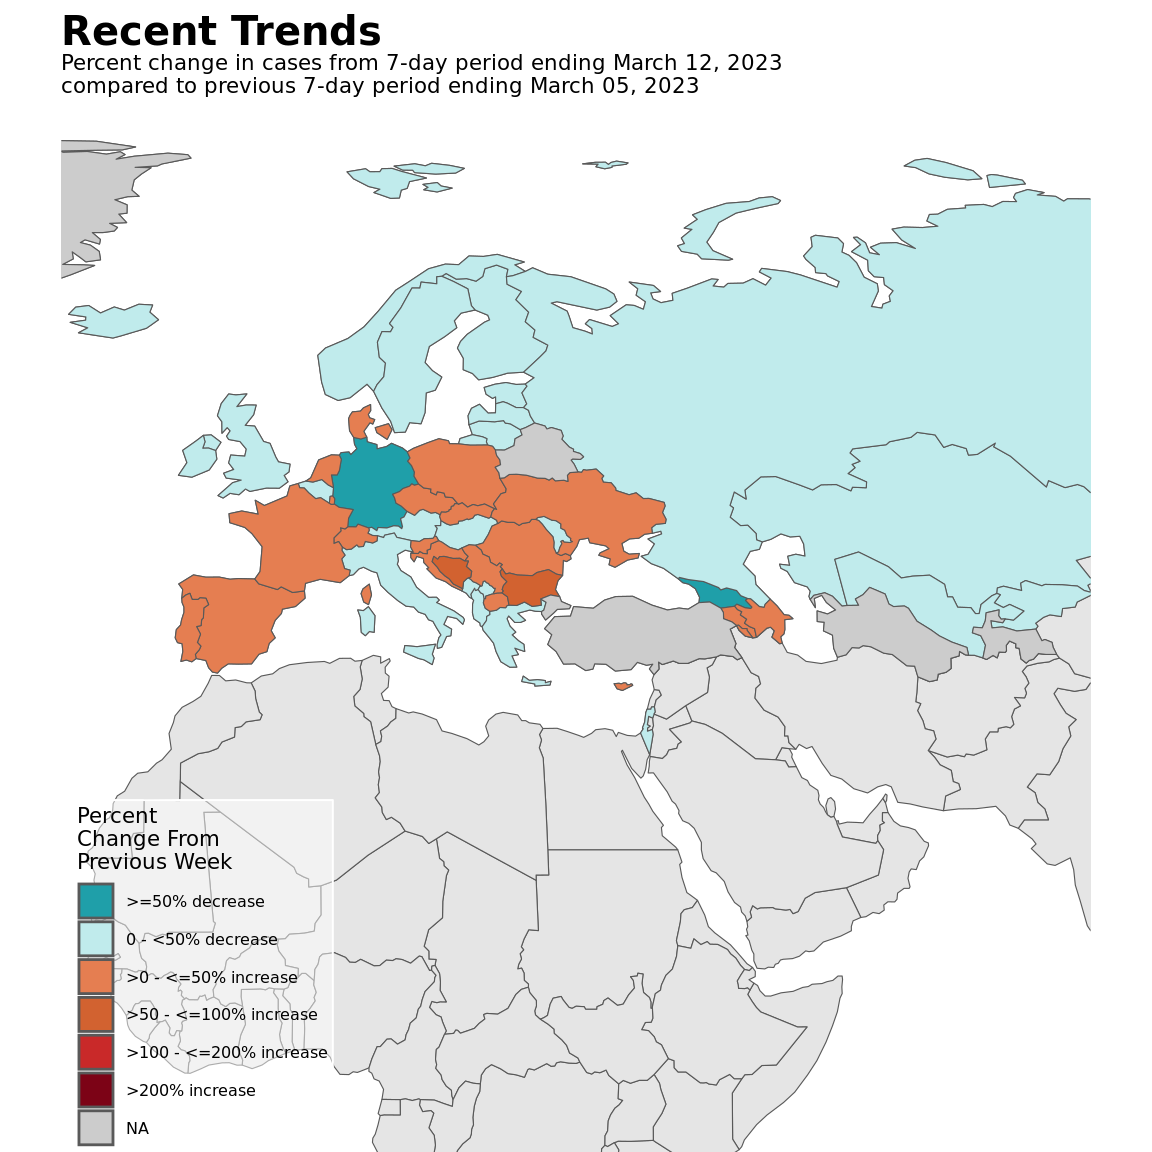 Recent Trends
Percent change in cases from 7-day period ending March 12, 2023
compared to previous 7-day period ending March 05, 2023
Percent
Change From
Previous Week
>=50% decrease
0 - <50% decrease
>0 - <=50% increase
>50 - <=100% increase
>100 - <=200% increase
>200% increase
NA